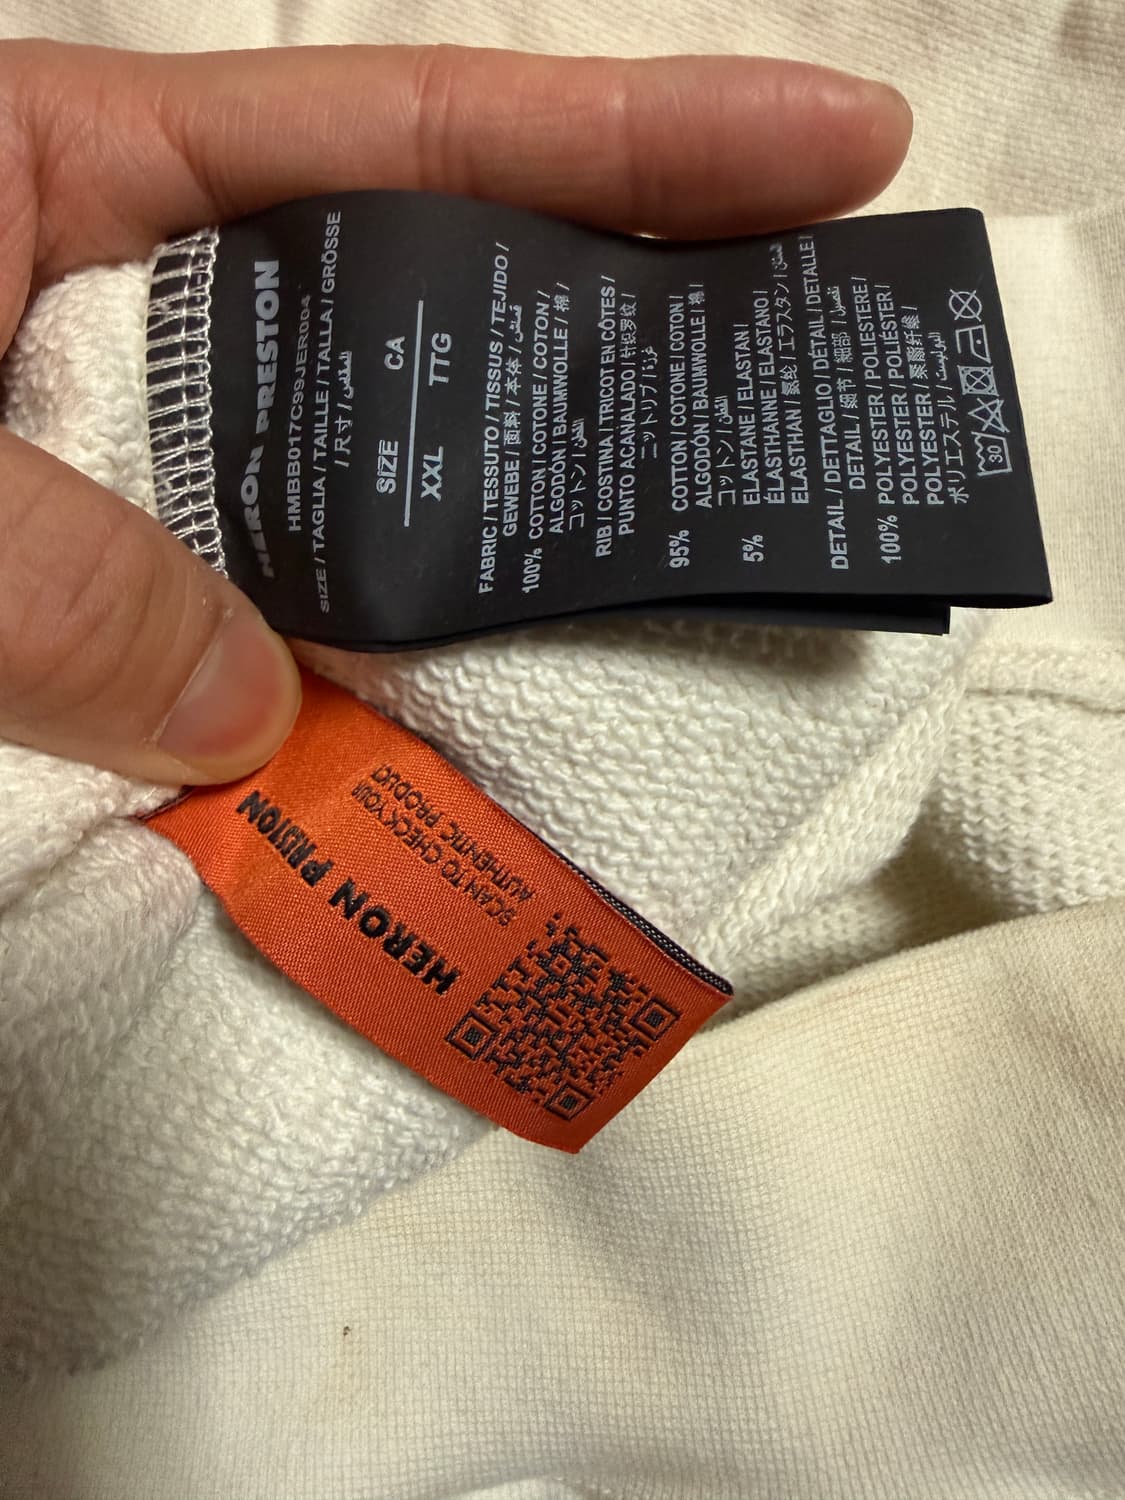 HERON PRESTON
HMBB017C99JER004
SIZE / TAGLIA / TAILLE / TALLA / GRÖSSE
/ 尺寸 / المقاس
SIZE CA
XXL TTG
FABRIC / TESSUTO / TISSUS / TEJIDO /
GEWEBE / 面料 / 本体 / قميص
100% COTTON / COTONE / COTON /
ALGODÓN / BAUMWOLLE / 棉 /
コットン / القطن
RIB / COSTINA / TRICOT EN CÔTES /
PUNTO ACANALADO / 针织罗纹 /
ニットリブ /
95% COTTON / COTONE / COTON /
ALGODÓN / BAUMWOLLE / 棉 /
コットン / القطن
5% ELASTANE / ELASTAN /
ÉLASTHANNE / ELASTANO /
ELASTHAN / 氨纶 / エラスタン /
DETAIL / DETTAGLIO / DÉTAIL / DETALLE /
DETAIL / 细节 / 細部 / تفصيل
100% POLYESTER / POLIESTERE /
POLYESTER / POLIÉSTER /
POLYESTER / 聚酯纤维 /
ポリエステル / البوليستر
30
HERON PRESTON
SCAN TO CHECK YOUR
AUTHENTIC PRODUCT